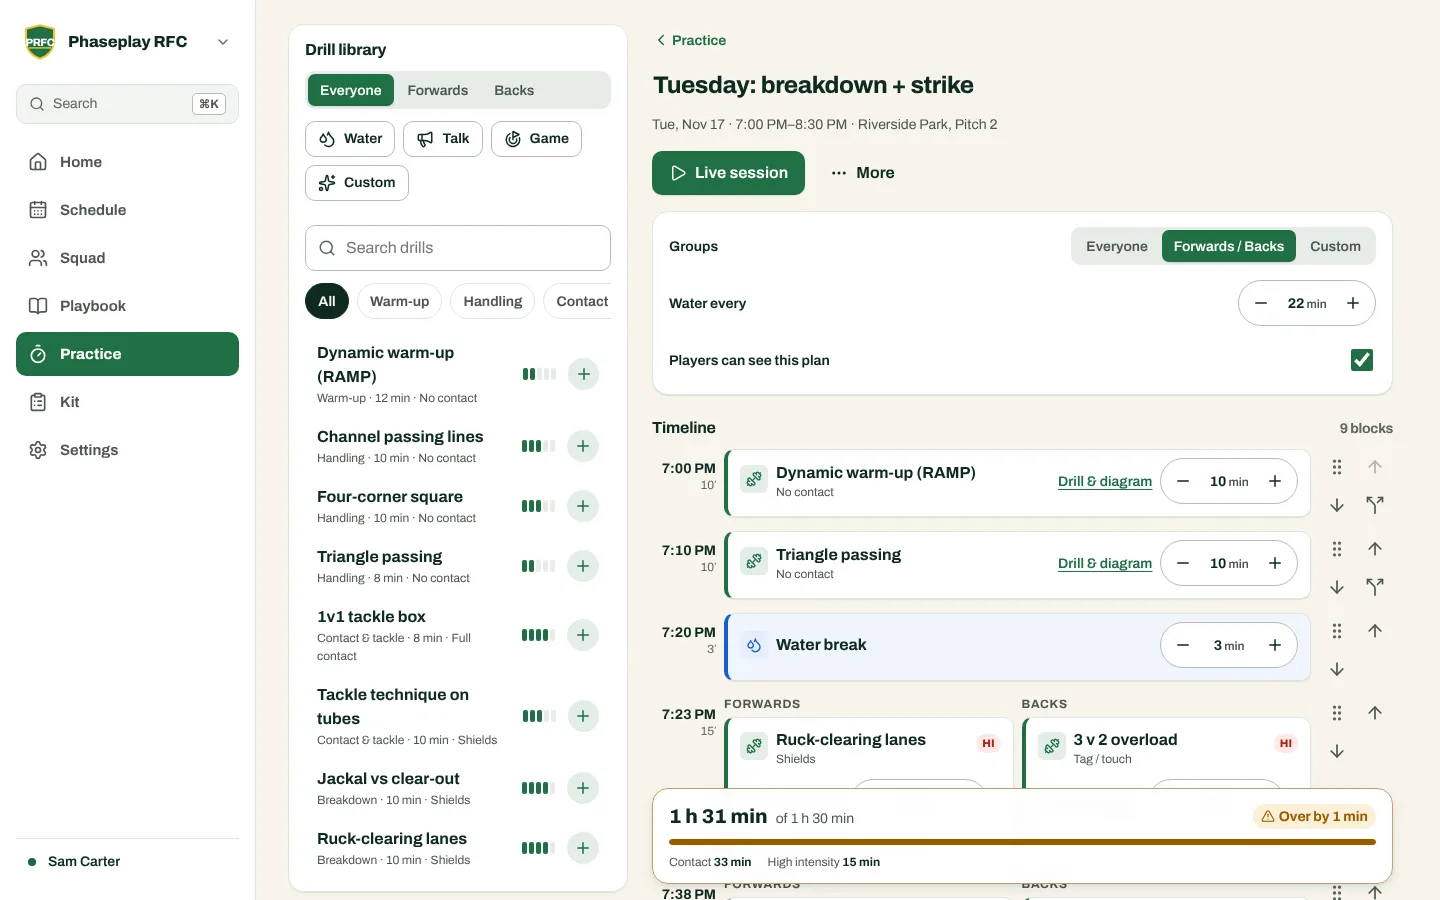 PRFC
Phaseplay RFC
Search
⌘K
Home
Schedule
Squad
Playbook
Practice
Kit
Settings
Sam Carter
Drill library
Everyone
Forwards
Backs
Water
Talk
Game
Custom
Search drills
All
Warm-up
Handling
Contact
Dynamic warm-up
(RAMP)
Warm-up · 12 min · No contact
Channel passing lines
Handling · 10 min · No contact
Four-corner square
Handling · 10 min · No contact
Triangle passing
Handling · 8 min · No contact
1v1 tackle box
Contact & tackle · 8 min · Full
contact
Tackle technique on
tubes
Contact & tackle · 10 min · Shields
Jackal vs clear-out
Breakdown · 10 min · Shields
Ruck-clearing lanes
Breakdown · 10 min · Shields
Practice
Tuesday: breakdown + strike
Tue, Nov 17 · 7:00 PM–8:30 PM · Riverside Park, Pitch 2
Live session
More
Groups
Everyone
Forwards / Backs
Custom
Water every
22 min
Players can see this plan
Timeline
9 blocks
7:00 PM
10'
Dynamic warm-up (RAMP)
No contact
Drill & diagram
10 min
7:10 PM
10'
Triangle passing
No contact
Drill & diagram
10 min
7:20 PM
3'
Water break
3 min
7:23 PM
15'
FORWARDS
Ruck-clearing lanes
Shields
HI
BACKS
3 v 2 overload
Tag / touch
HI
1 h 31 min of 1 h 30 min
Over by 1 min
Contact 33 min
High intensity 15 min
7:38 PM
FORWARDS
BACKS